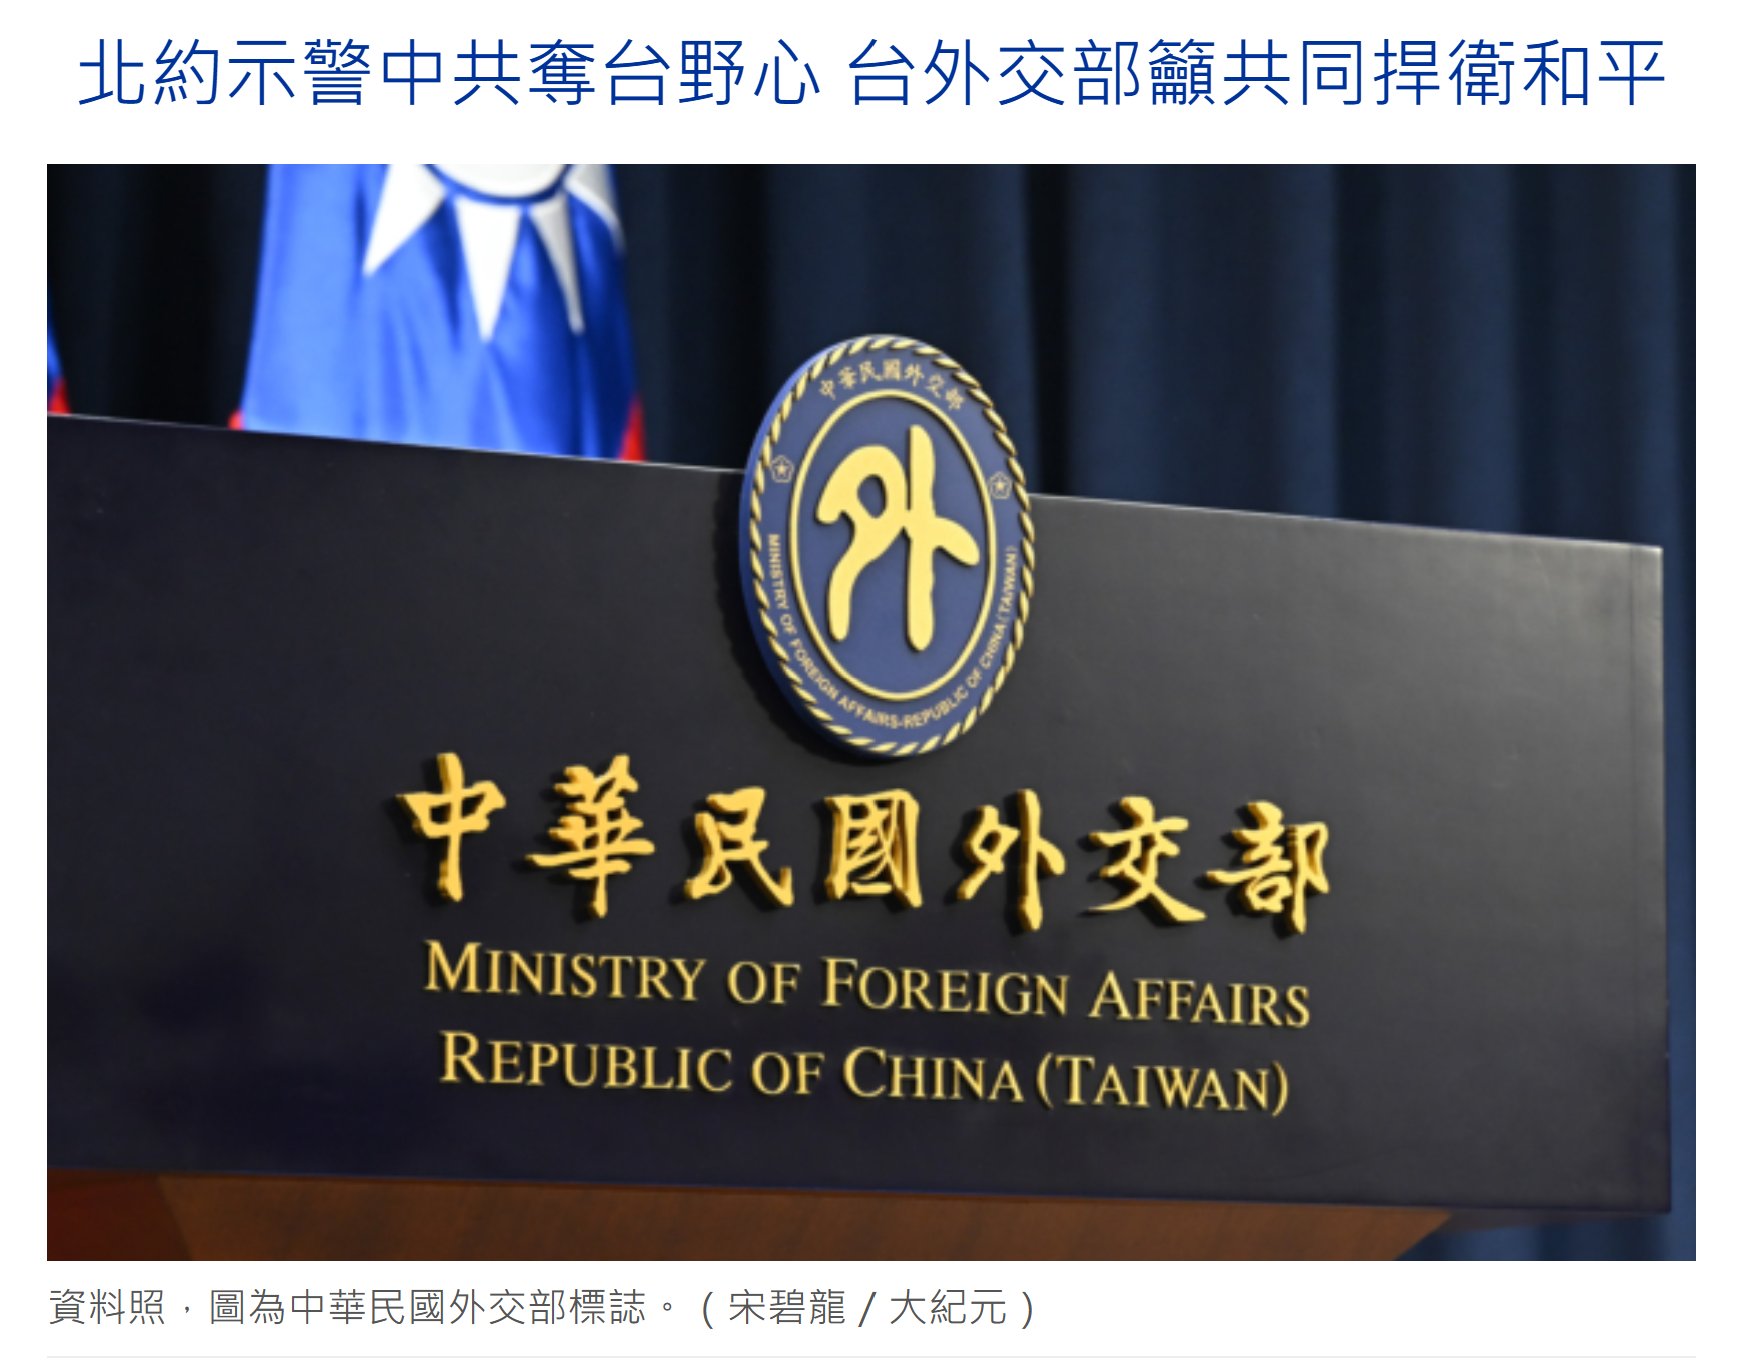 北約示警中共奪台野心 台外交部籲共同捍衛和平
中華民國外交部
外
MINISTRY OF FOREIGN AFFAIRS-REPUBLIC OF CHINA(TAIWAN)
中華民國外交部
MINISTRY OF FOREIGN AFFAIRS
REPUBLIC OF CHINA (TAIWAN)
資料照，圖為中華民國外交部標誌。（宋碧龍／大紀元）